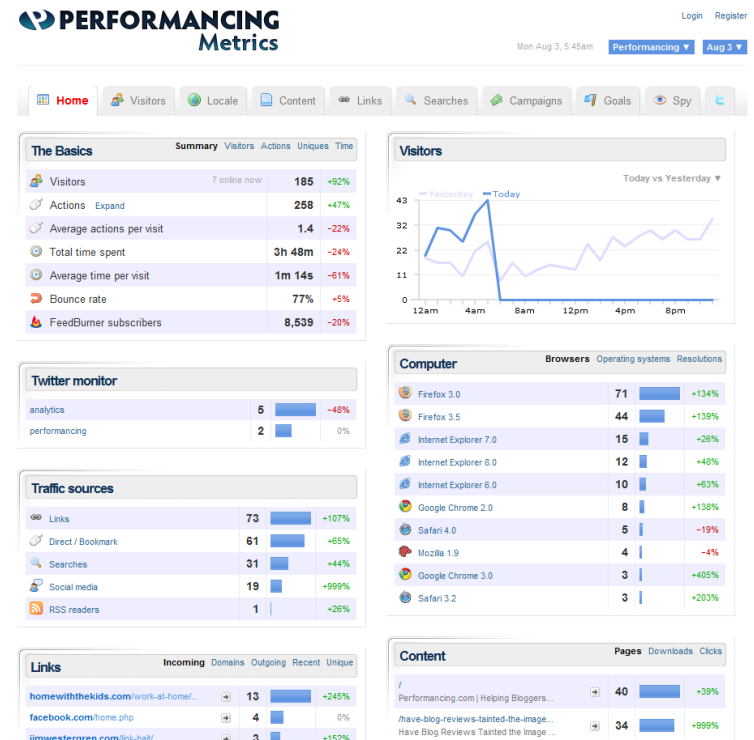 PERFORMANCING
Metrics
Login Register
Mon Aug 3, 5:45am Performancing ▼ Aug 3 ▼
Home Visitors Locale Content Links Searches Campaigns Goals Spy
The Basics Summary Visitors Actions Uniques Time
Visitors 7 online now 185 +92%
Actions Expand 258 +47%
Average actions per visit 1.4 -22%
Total time spent 3h 48m -24%
Average time per visit 1m 14s -61%
Bounce rate 77% +5%
FeedBurner subscribers 8,539 -20%
Twitter monitor
analytics 5 -48%
performancing 2 0%
Traffic sources
Links 73 +107%
Direct / Bookmark 61 +65%
Searches 31 +44%
Social media 19 +999%
RSS readers 1 +26%
Links Incoming Domains Outgoing Recent Unique
homewiththekids.com/work-at-home/... 13 +245%
facebook.com/home.php 4 0%
jimwestergren.com/link-bait/ 3 +152%
Visitors
Today vs Yesterday ▼
Yesterday Today
43
32
22
11
0
12am 4am 8am 12pm 4pm 8pm
Computer Browsers Operating systems Resolutions
Firefox 3.0 71 +134%
Firefox 3.5 44 +139%
Internet Explorer 7.0 15 +26%
Internet Explorer 8.0 12 +48%
Internet Explorer 6.0 10 +63%
Google Chrome 2.0 8 +138%
Safari 4.0 5 -19%
Mozilla 1.9 4 -4%
Google Chrome 3.0 3 +405%
Safari 3.2 3 +203%
Content Pages Downloads Clicks
/
Performancing.com | Helping Bloggers... 40 +39%
/have-blog-reviews-tainted-the-image...
Have Blog Reviews Tainted the Image ... 34 +999%